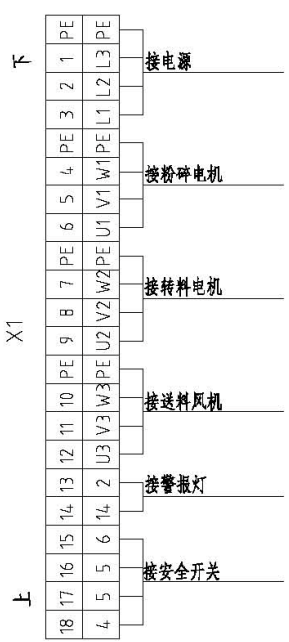 下
PE PE
1 L3
2 L2
3 L1
接电源
PE PE
4 W1
5 V1
6 U1
接粉碎电机
PE PE
7 W2
8 V2
9 U2
接转料电机
X1
PE PE
10 W3
11 V3
12 U3
接送料风机
13 2
14 14
接警报灯
15 6
16 5
17 5
18 4
接安全开关
上